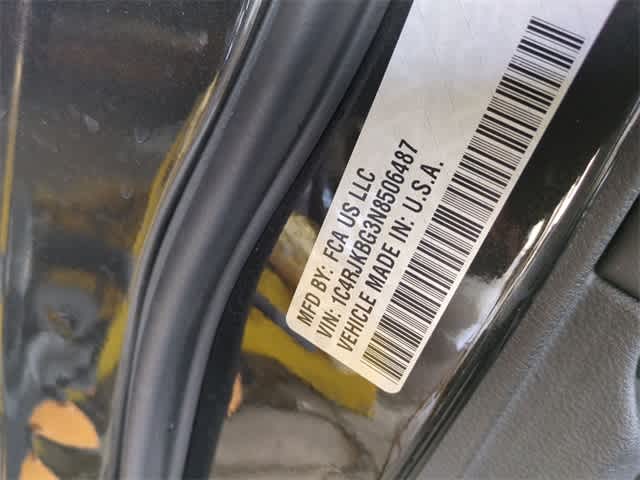 MFD BY: FCA US LLC
VIN: 1C4RJKBG3N8506487
VEHICLE MADE IN: U.S.A.